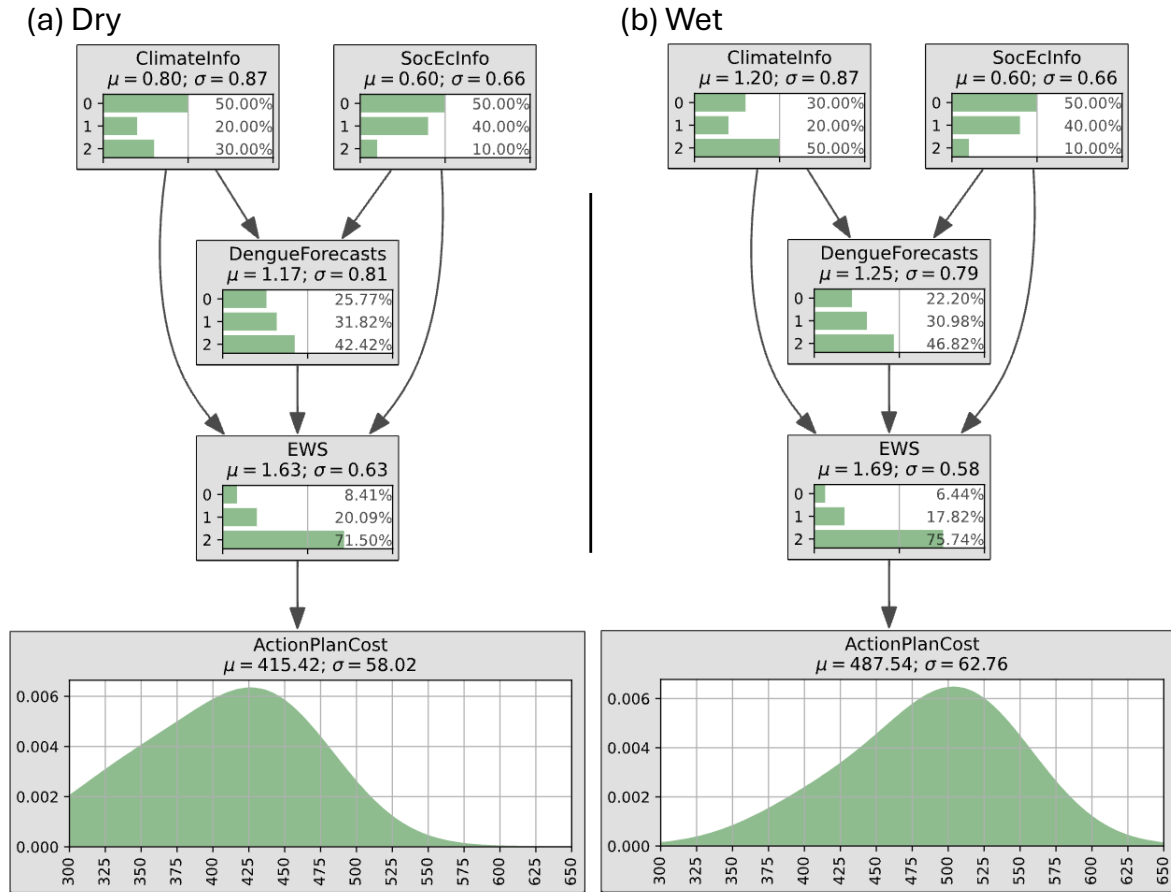 (a) Dry
ClimateInfo
μ = 0.80; σ = 0.87
0 50.00%
1 20.00%
2 30.00%
SocEcInfo
μ = 0.60; σ = 0.66
0 50.00%
1 40.00%
2 10.00%
DengueForecasts
μ = 1.17; σ = 0.81
0 25.77%
1 31.82%
2 42.42%
EWS
μ = 1.63; σ = 0.63
0 8.41%
1 20.09%
2 71.50%
ActionPlanCost
μ = 415.42; σ = 58.02
0.006
0.004
0.002
0.000
300 325 350 375 400 425 450 475 500 525 550 575 600 625 650
(b) Wet
ClimateInfo
μ = 1.20; σ = 0.87
0 30.00%
1 20.00%
2 50.00%
SocEcInfo
μ = 0.60; σ = 0.66
0 50.00%
1 40.00%
2 10.00%
DengueForecasts
μ = 1.25; σ = 0.79
0 22.20%
1 30.98%
2 46.82%
EWS
μ = 1.69; σ = 0.58
0 6.44%
1 17.82%
2 75.74%
ActionPlanCost
μ = 487.54; σ = 62.76
0.006
0.004
0.002
0.000
300 325 350 375 400 425 450 475 500 525 550 575 600 625 650